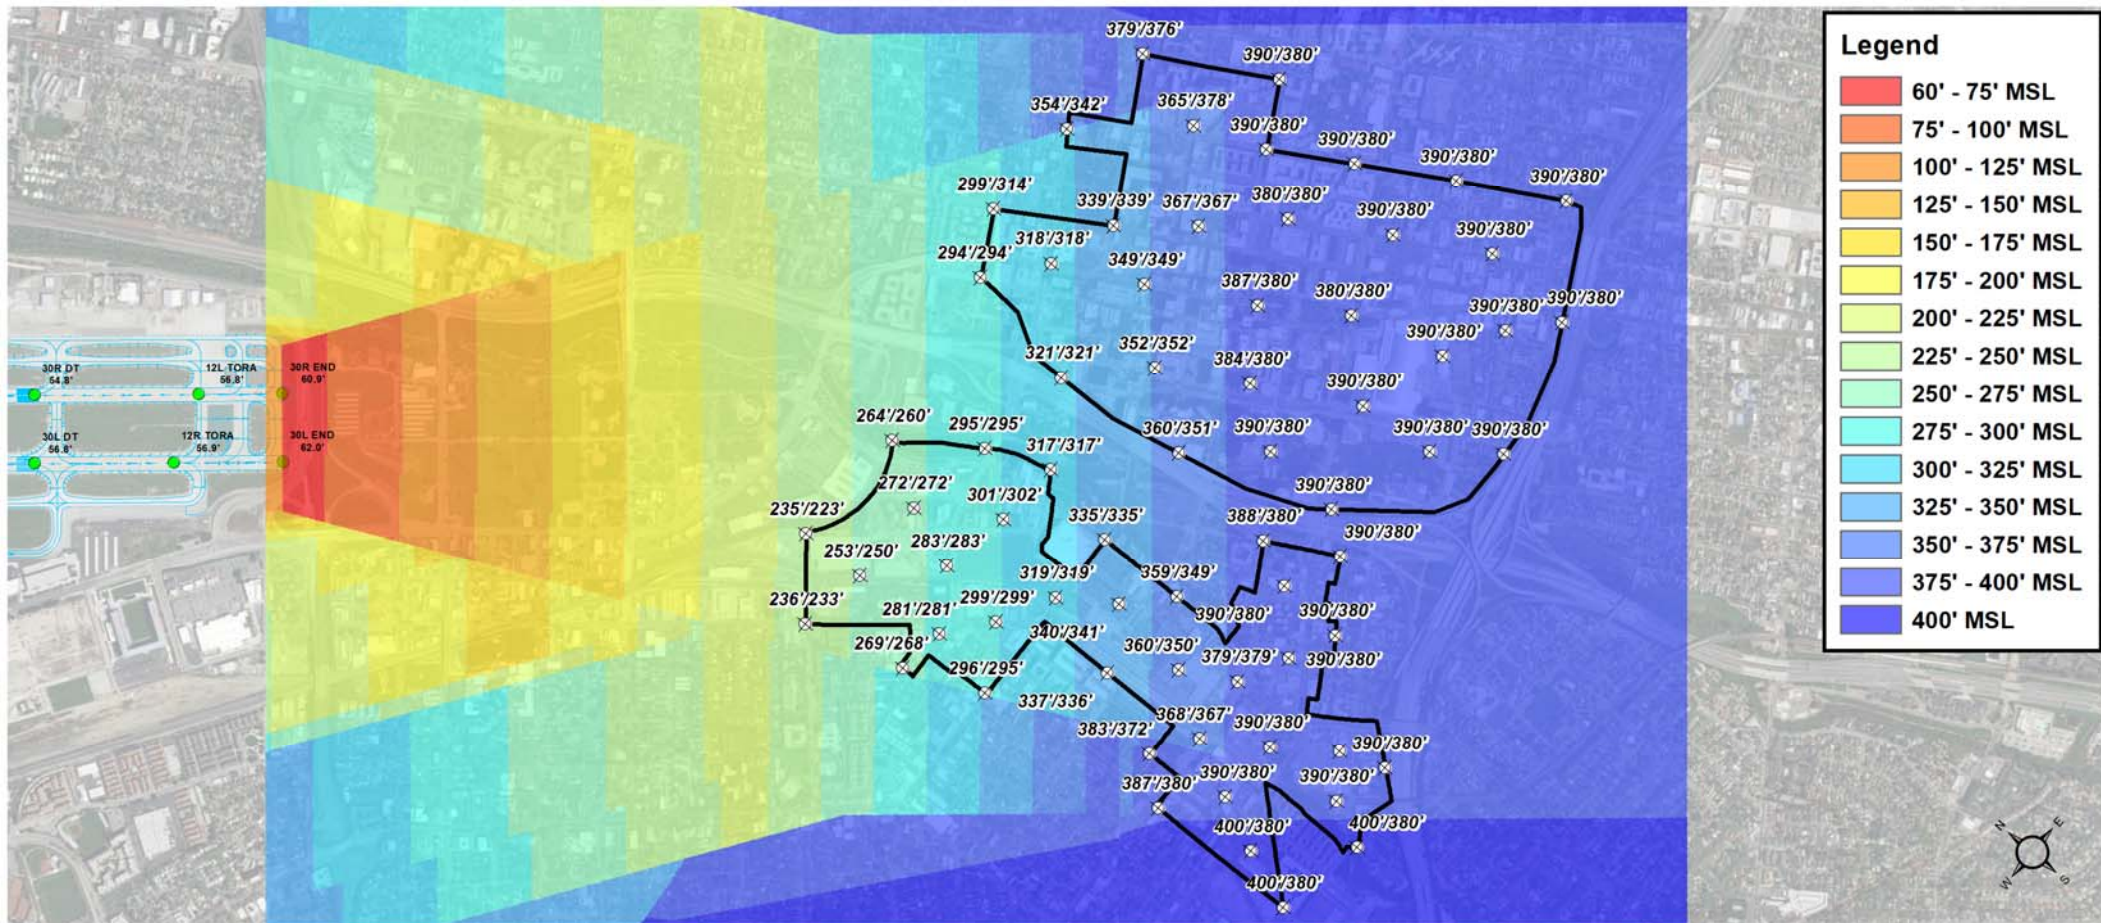 379'/376'
390'/380'
354'/342'
365'/378'
390'/380'
390'/380'
390'/380'
390'/380'
299'/314'
339'/339'
367'/367'
380'/380'
390'/380'
390'/380'
294'/294'
318'/318'
349'/349'
387'/380'
380'/380'
390'/380'
390'/380'
390'/380'
321'/321'
352'/352'
384'/380'
390'/380'
360'/351'
390'/380'
390'/380'
390'/380'
390'/380'
264'/260'
295'/295'
317'/317'
272'/272'
301'/302'
235'/223'
335'/335'
388'/380'
390'/380'
253'/250'
283'/283'
319'/319'
359'/349'
236'/233'
281'/281'
299'/299'
390'/380'
390'/380'
269'/268'
340'/341'
360'/350'
379'/379'
390'/380'
296'/295'
337'/336'
383'/372'
368'/367'
390'/380'
390'/380'
387'/380'
390'/380'
390'/380'
400'/380'
400'/380'
400'/380'
30R DT
54.8'
12L TORA
56.8'
30R END
60.9'
30L DT
56.6'
12R TORA
56.9'
30L END
62.0'
Legend
60' - 75' MSL
75' - 100' MSL
100' - 125' MSL
125' - 150' MSL
150' - 175' MSL
175' - 200' MSL
200' - 225' MSL
225' - 250' MSL
250' - 275' MSL
275' - 300' MSL
300' - 325' MSL
325' - 350' MSL
350' - 375' MSL
375' - 400' MSL
400' MSL
N
E
W
S